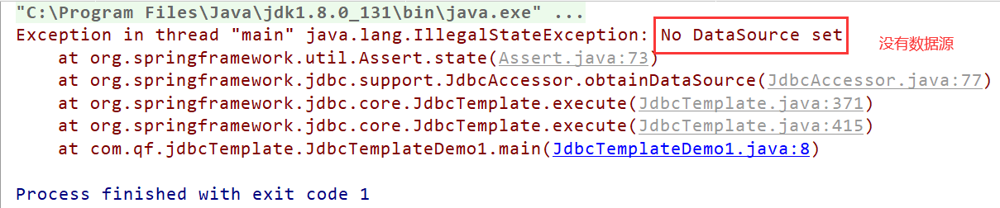 "C:\Program Files\Java\jdk1.8.0_131\bin\java.exe" ...
Exception in thread "main" java.lang.IllegalStateException: No DataSource set 没有数据源
at org.springframework.util.Assert.state(Assert.java:73)
at org.springframework.jdbc.support.JdbcAccessor.obtainDataSource(JdbcAccessor.java:77)
at org.springframework.jdbc.core.JdbcTemplate.execute(JdbcTemplate.java:371)
at org.springframework.jdbc.core.JdbcTemplate.execute(JdbcTemplate.java:415)
at com.qf.jdbcTemplate.JdbcTemplateDemo1.main(JdbcTemplateDemo1.java:8)
Process finished with exit code 1